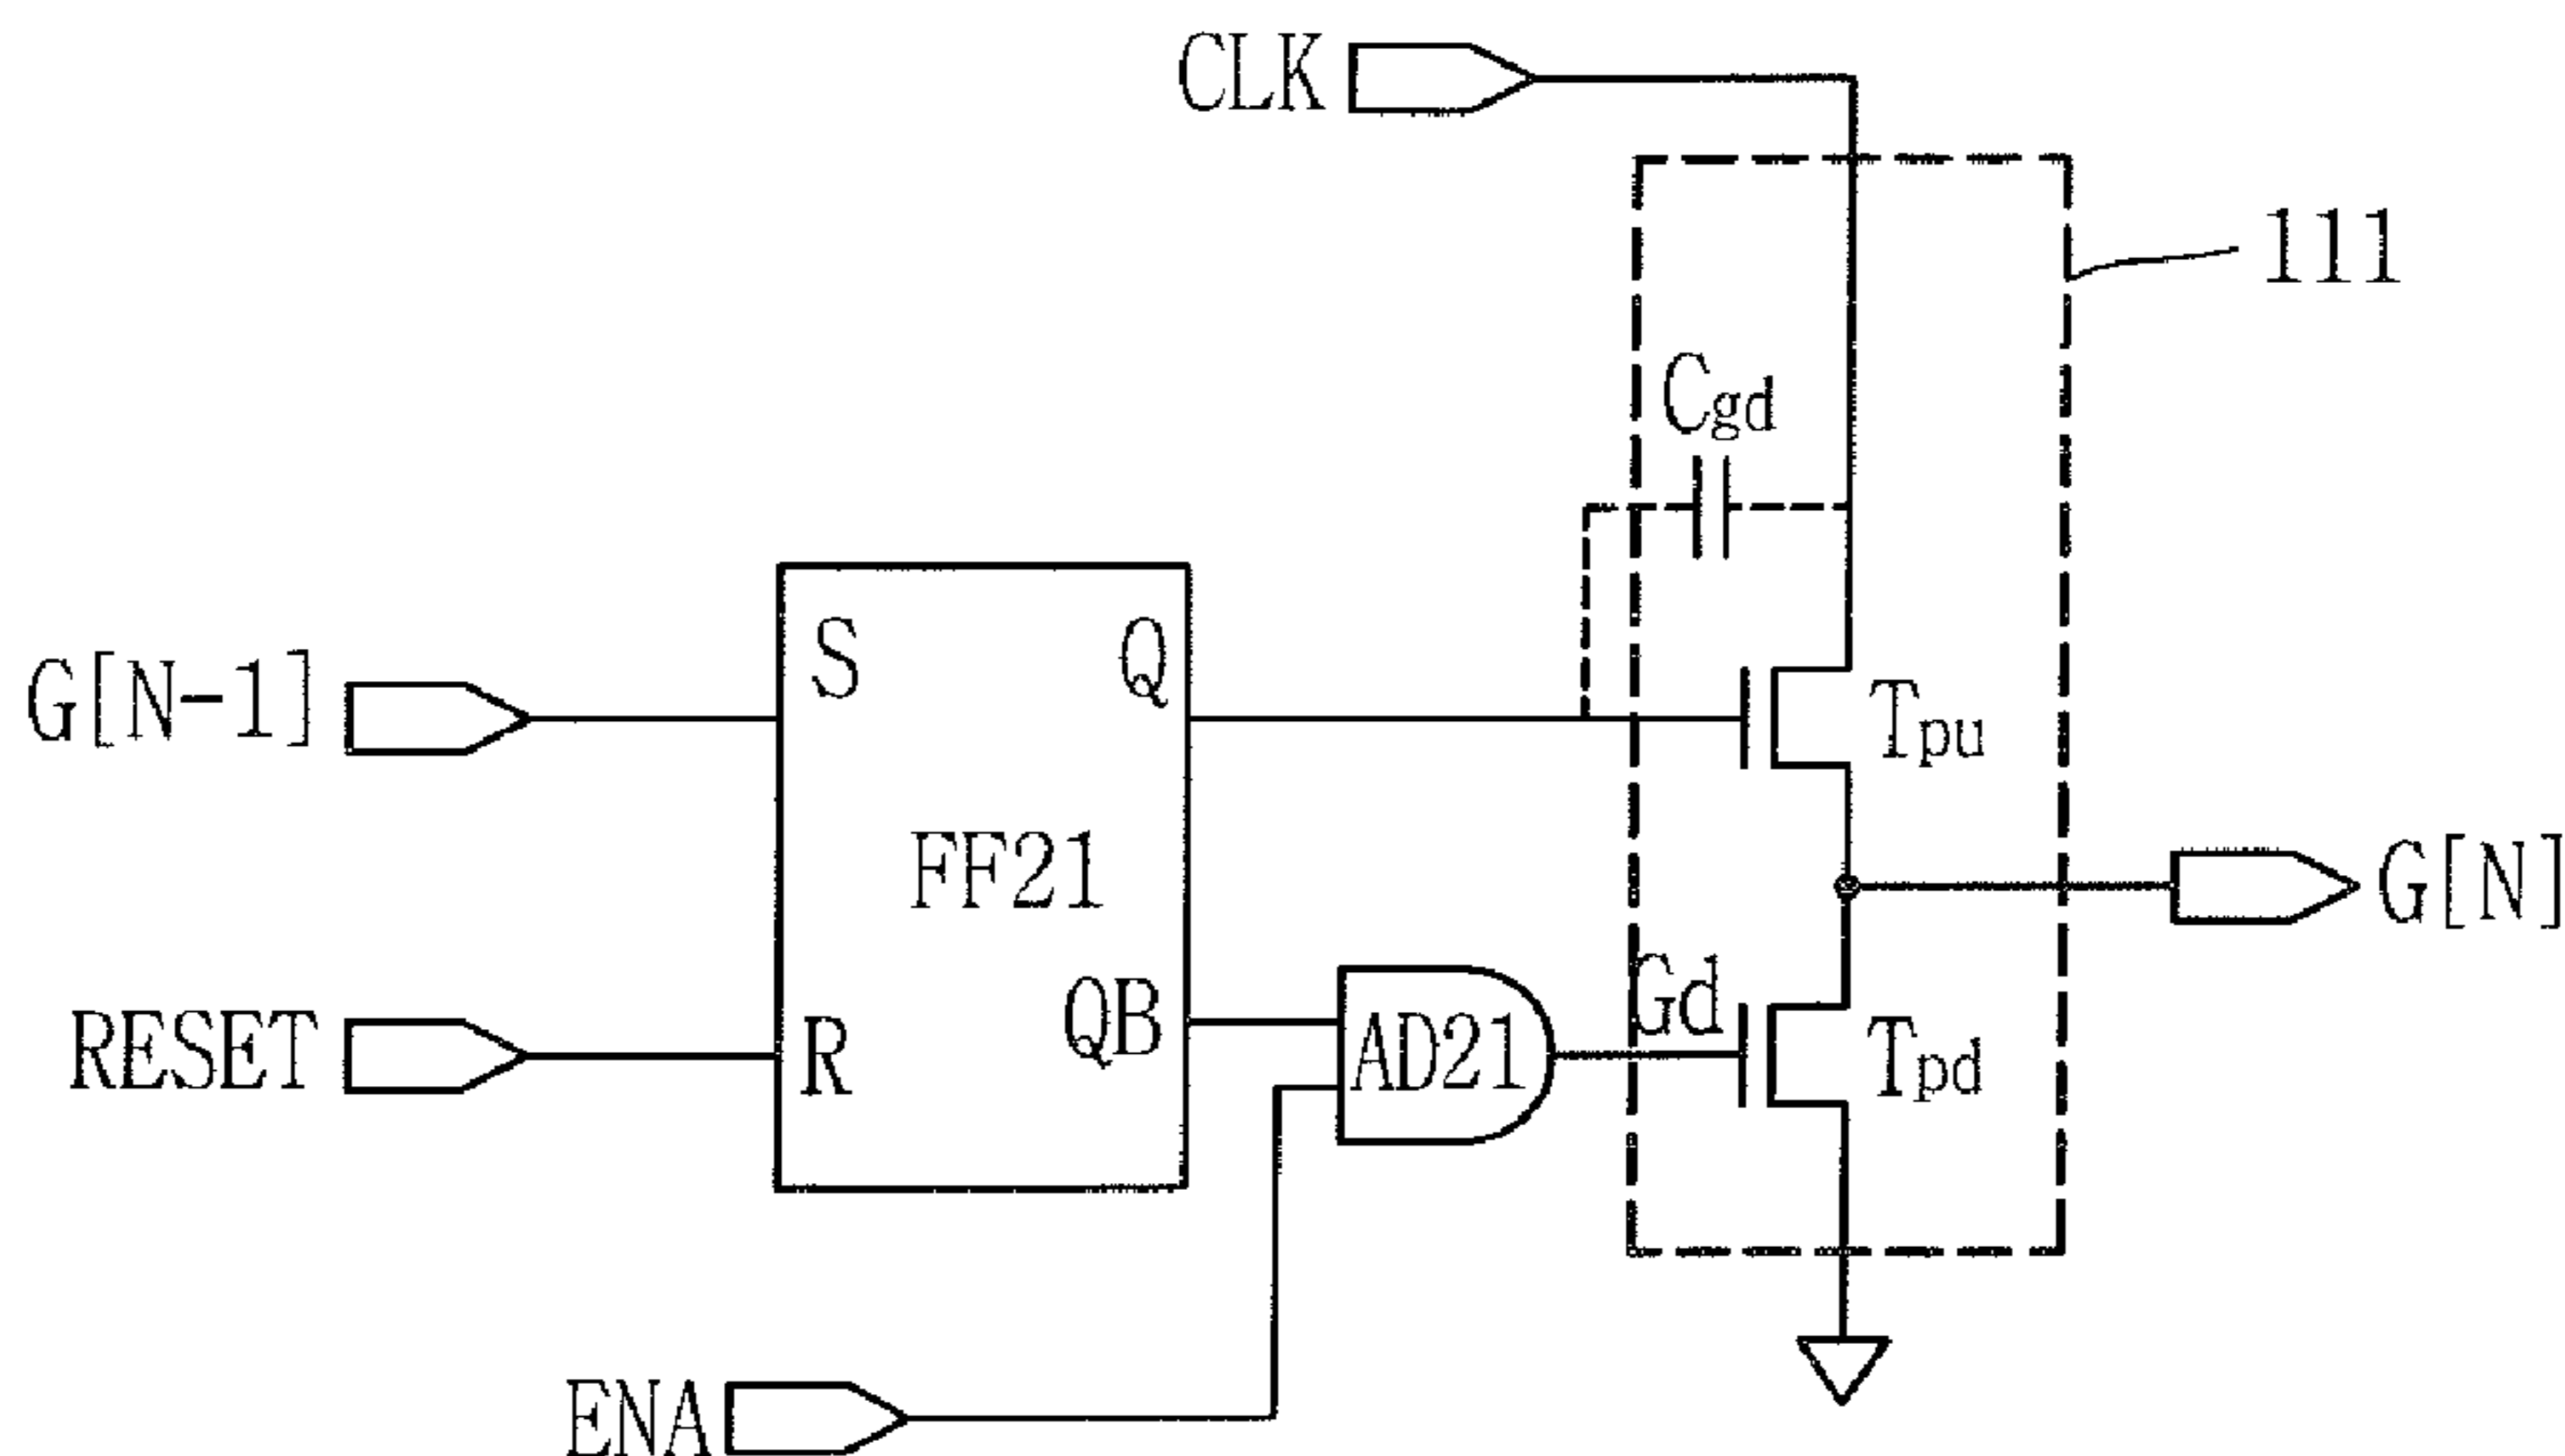 CLK
111
Cgd
G[N-1]
S
Q
Tpu
FF21
G[N]
Gd
RESET
R
QB
AD21
Tpd
ENA